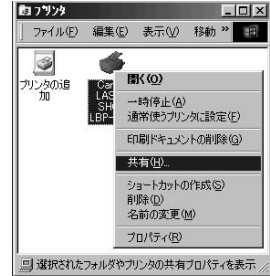 プリンタ
ファイル(F) 編集(E) 表示(V) 移動 »
プリンタの追
加
Can
LAS
SHO
LBP-
開く(O)
一時停止(A)
通常使うプリンタに設定(F)
印刷ドキュメントの削除(G)
共有(H)...
ショートカットの作成(S)
削除(D)
名前の変更(M)
プロパティ(R)
選択されたフォルダやプリンタの共有プロパティを表示